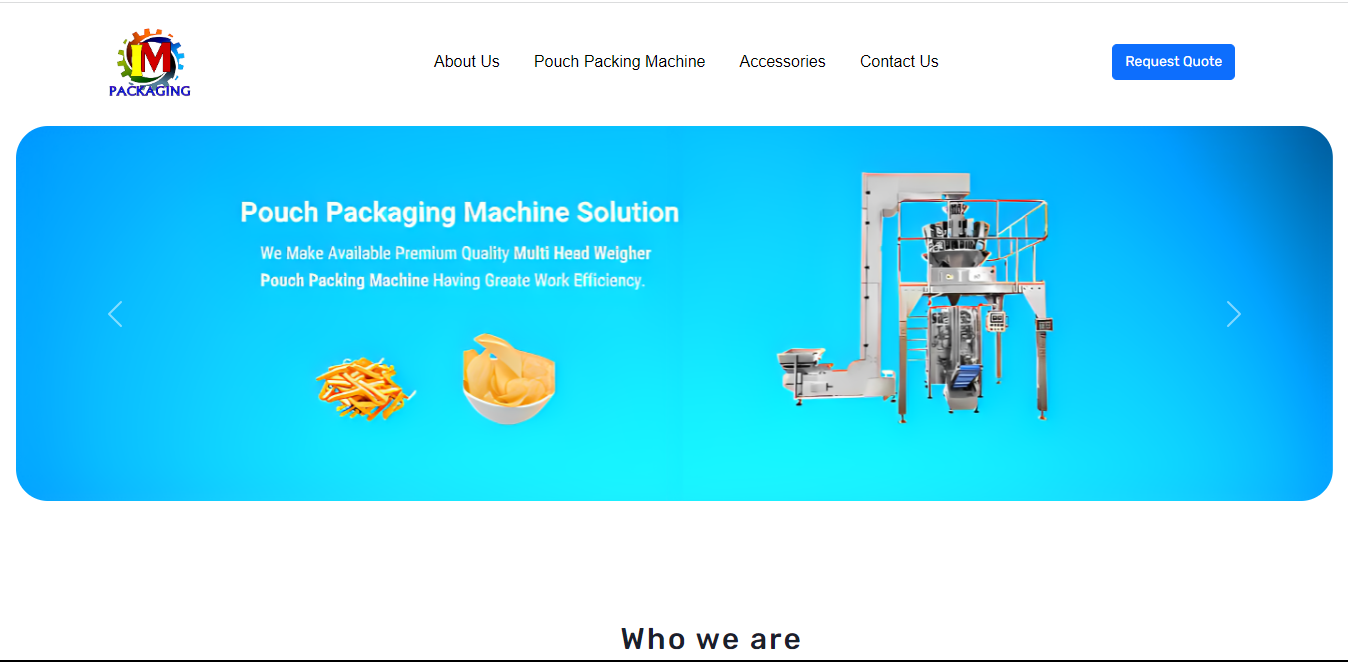 IM
PACKAGING
About Us
Pouch Packing Machine
Accessories
Contact Us
Request Quote
Pouch Packaging Machine Solution
We Make Available Premium Quality Multi Head Weigher
Pouch Packing Machine Having Greate Work Efficiency.
Who we are